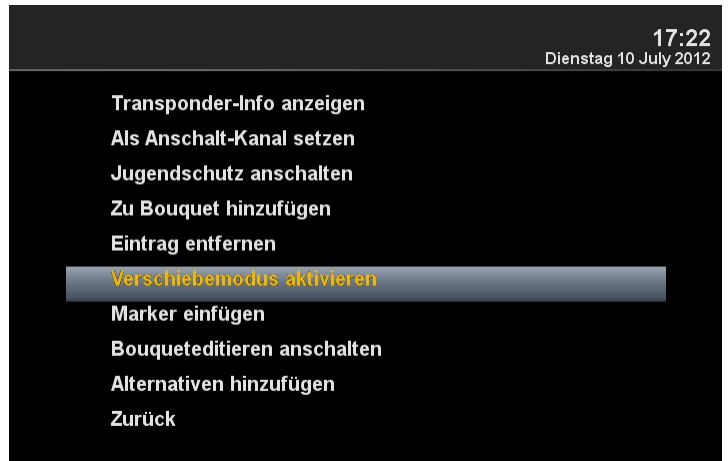 17:22
Dienstag 10 July 2012
Transponder-Info anzeigen
Als Anschalt-Kanal setzen
Jugendschutz anschalten
Zu Bouquet hinzufügen
Eintrag entfernen
Verschiebemodus aktivieren
Marker einfügen
Bouqueteditieren anschalten
Alternativen hinzufügen
Zurück